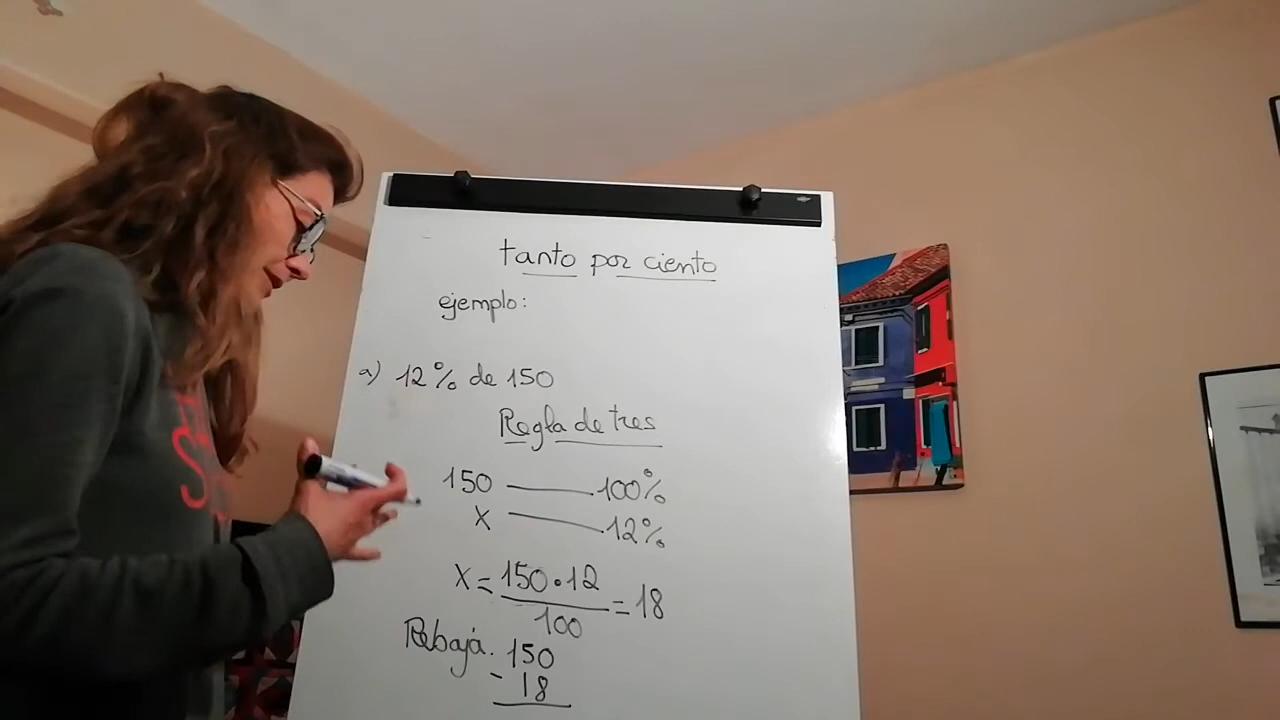 tanto por ciento
ejemplo:
a) 12% de 150
Regla de tres
150 —— 100%
x —— 12%
x = 150·12 / 100 = 18
Rebaja. 150
- 18